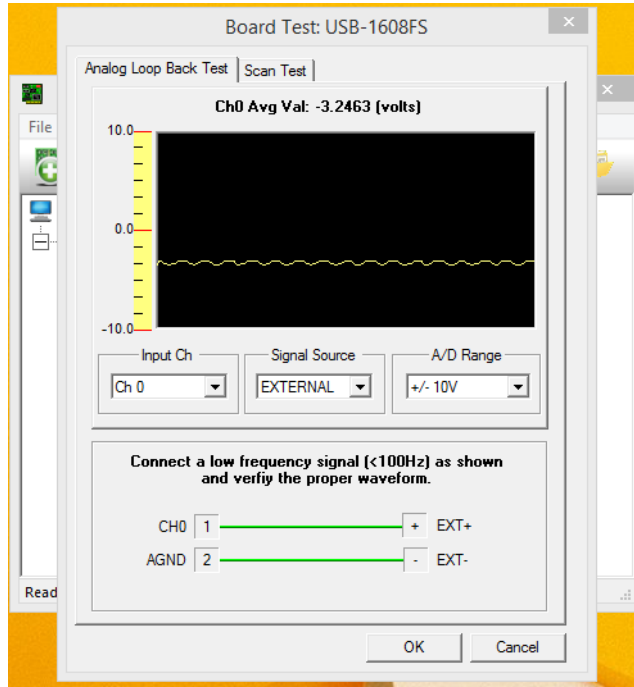 Board Test: USB-1608FS
Analog Loop Back Test Scan Test
File
Ch0 Avg Val: -3.2463 (volts)
10.0
0.0
-10.0
Input Ch Signal Source A/D Range
Ch 0 EXTERNAL +/- 10V
Connect a low frequency signal (<100Hz) as shown
and verfiy the proper waveform.
CH0 1 + EXT+
AGND 2 - EXT-
Read
OK Cancel